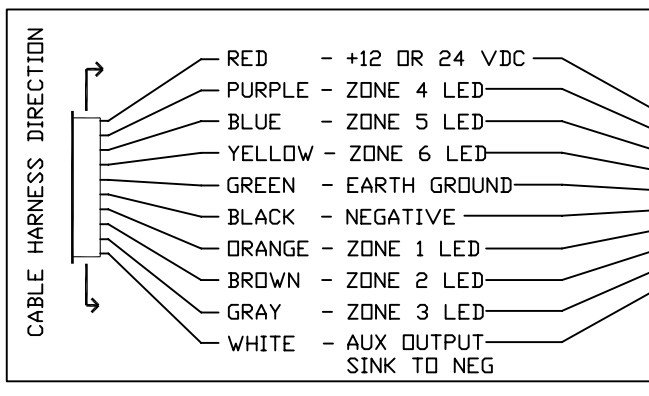 CABLE HARNESS DIRECTION
RED - +12 OR 24 VDC
PURPLE - ZONE 4 LED
BLUE - ZONE 5 LED
YELLOW - ZONE 6 LED
GREEN - EARTH GROUND
BLACK - NEGATIVE
ORANGE - ZONE 1 LED
BROWN - ZONE 2 LED
GRAY - ZONE 3 LED
WHITE - AUX OUTPUT
SINK TO NEG